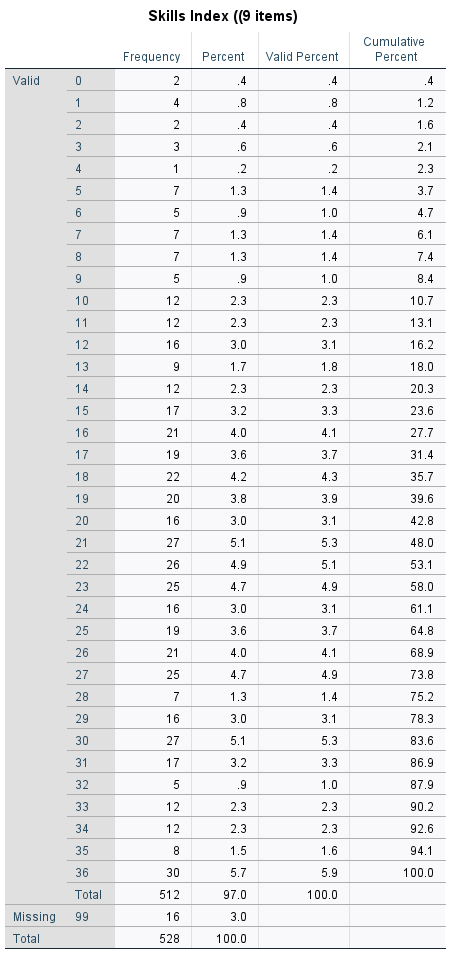 Skills Index ((9 items)
Frequency Percent Valid Percent Cumulative Percent
Valid 0 2 .4 .4 .4
1 4 .8 .8 1.2
2 2 .4 .4 1.6
3 3 .6 .6 2.1
4 1 .2 .2 2.3
5 7 1.3 1.4 3.7
6 5 .9 1.0 4.7
7 7 1.3 1.4 6.1
8 7 1.3 1.4 7.4
9 5 .9 1.0 8.4
10 12 2.3 2.3 10.7
11 12 2.3 2.3 13.1
12 16 3.0 3.1 16.2
13 9 1.7 1.8 18.0
14 12 2.3 2.3 20.3
15 17 3.2 3.3 23.6
16 21 4.0 4.1 27.7
17 19 3.6 3.7 31.4
18 22 4.2 4.3 35.7
19 20 3.8 3.9 39.6
20 16 3.0 3.1 42.8
21 27 5.1 5.3 48.0
22 26 4.9 5.1 53.1
23 25 4.7 4.9 58.0
24 16 3.0 3.1 61.1
25 19 3.6 3.7 64.8
26 21 4.0 4.1 68.9
27 25 4.7 4.9 73.8
28 7 1.3 1.4 75.2
29 16 3.0 3.1 78.3
30 27 5.1 5.3 83.6
31 17 3.2 3.3 86.9
32 5 .9 1.0 87.9
33 12 2.3 2.3 90.2
34 12 2.3 2.3 92.6
35 8 1.5 1.6 94.1
36 30 5.7 5.9 100.0
Total 512 97.0 100.0
Missing 99 16 3.0
Total 528 100.0